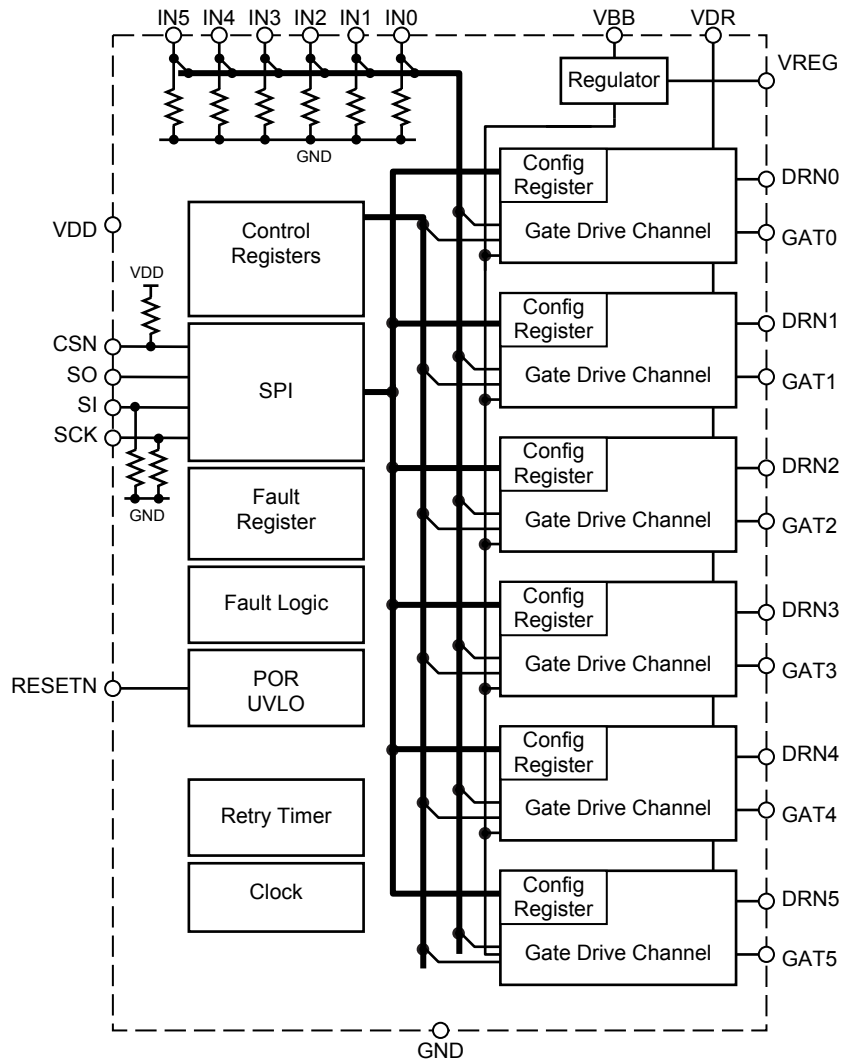 IN5 IN4 IN3 IN2 IN1 IN0 VBB VDR
VREG
Regulator
GND
Config
Register
Gate Drive Channel
DRN0
GAT0
VDD
Control
Registers
VDD
CSN
SO
SI
SCK
GND
SPI
Config
Register
Gate Drive Channel
DRN1
GAT1
Fault
Register
Config
Register
Gate Drive Channel
DRN2
GAT2
Fault Logic
Config
Register
Gate Drive Channel
DRN3
GAT3
RESETN
POR
UVLO
Config
Register
Gate Drive Channel
DRN4
GAT4
Retry Timer
Clock
Config
Register
Gate Drive Channel
DRN5
GAT5
GND